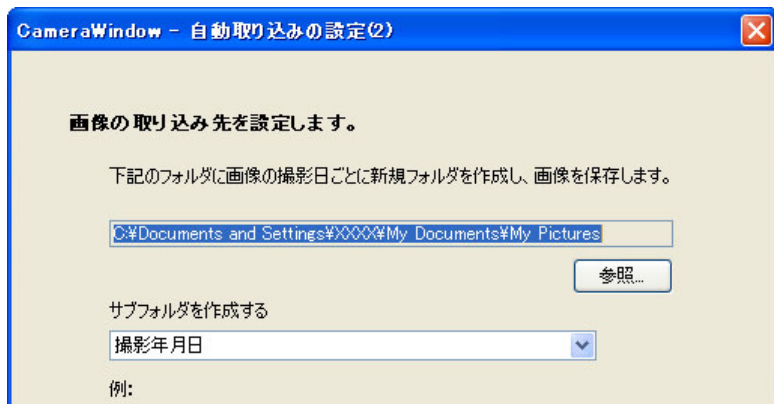 CameraWindow - 自動取り込みの設定(2)
画像の取り込み先を設定します。
下記のフォルダに画像の撮影日ごとに新規フォルダを作成し、画像を保存します。
C:¥Documents and Settings¥XXXX¥My Documents¥My Pictures
参照...
サブフォルダを作成する
撮影年月日
例: